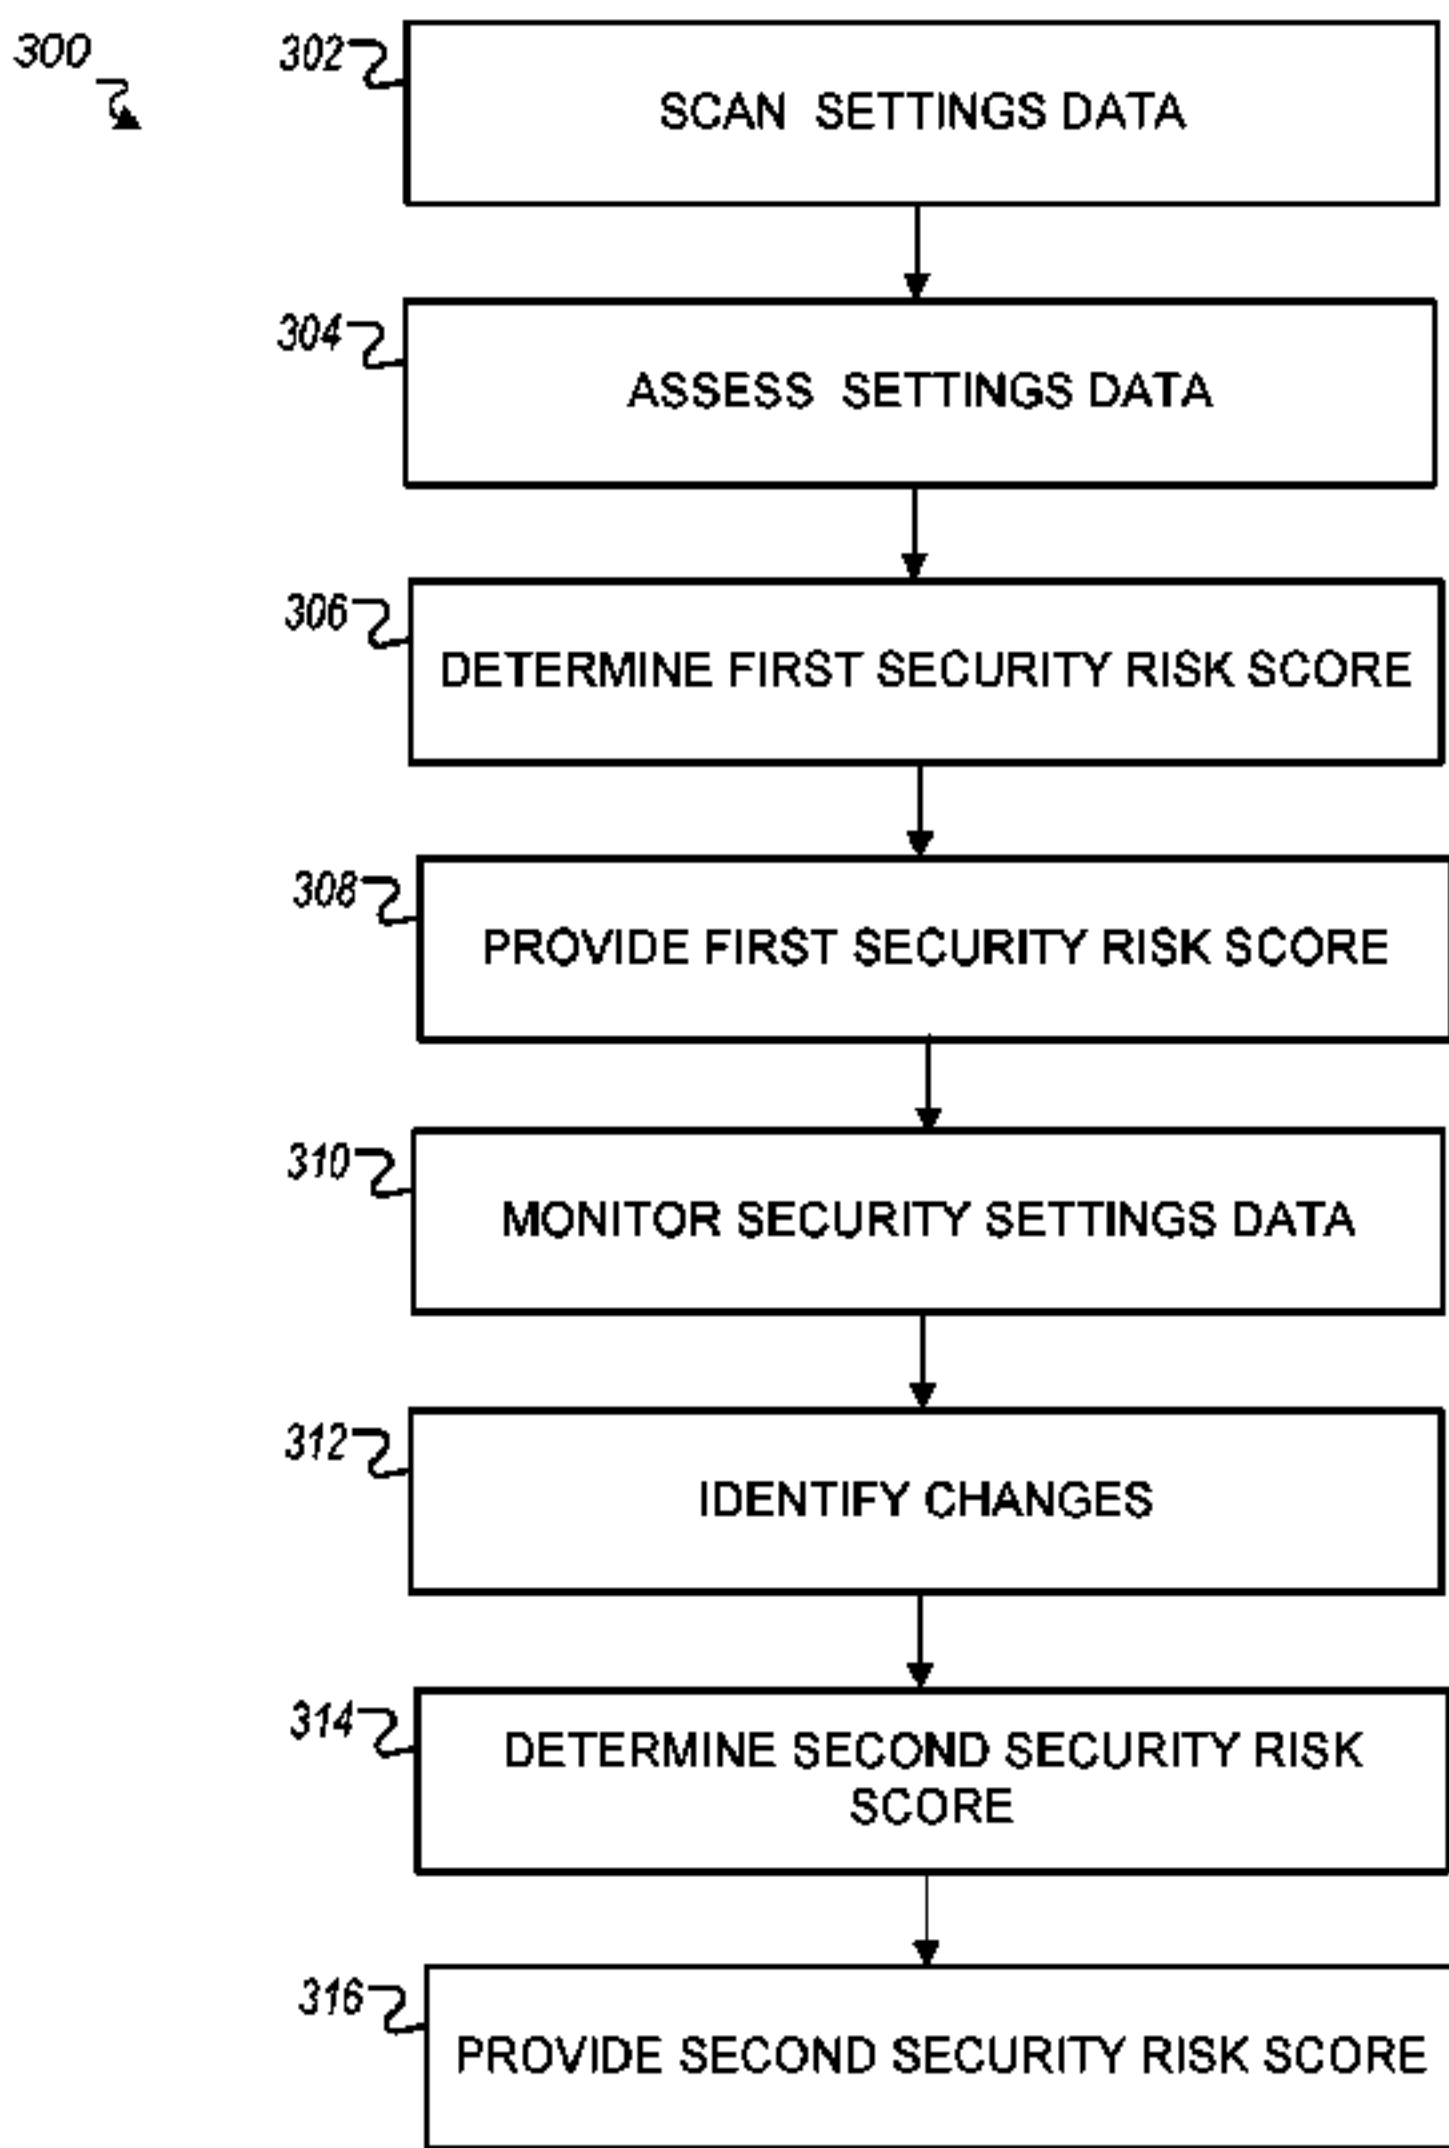 300
302
SCAN SETTINGS DATA
304
ASSESS SETTINGS DATA
306
DETERMINE FIRST SECURITY RISK SCORE
308
PROVIDE FIRST SECURITY RISK SCORE
310
MONITOR SECURITY SETTINGS DATA
312
IDENTIFY CHANGES
314
DETERMINE SECOND SECURITY RISK
SCORE
316
PROVIDE SECOND SECURITY RISK SCORE